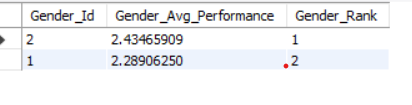 Gender_Id Gender_Avg_Performance Gender_Rank
2 2.43465909 1
1 2.28906250 2